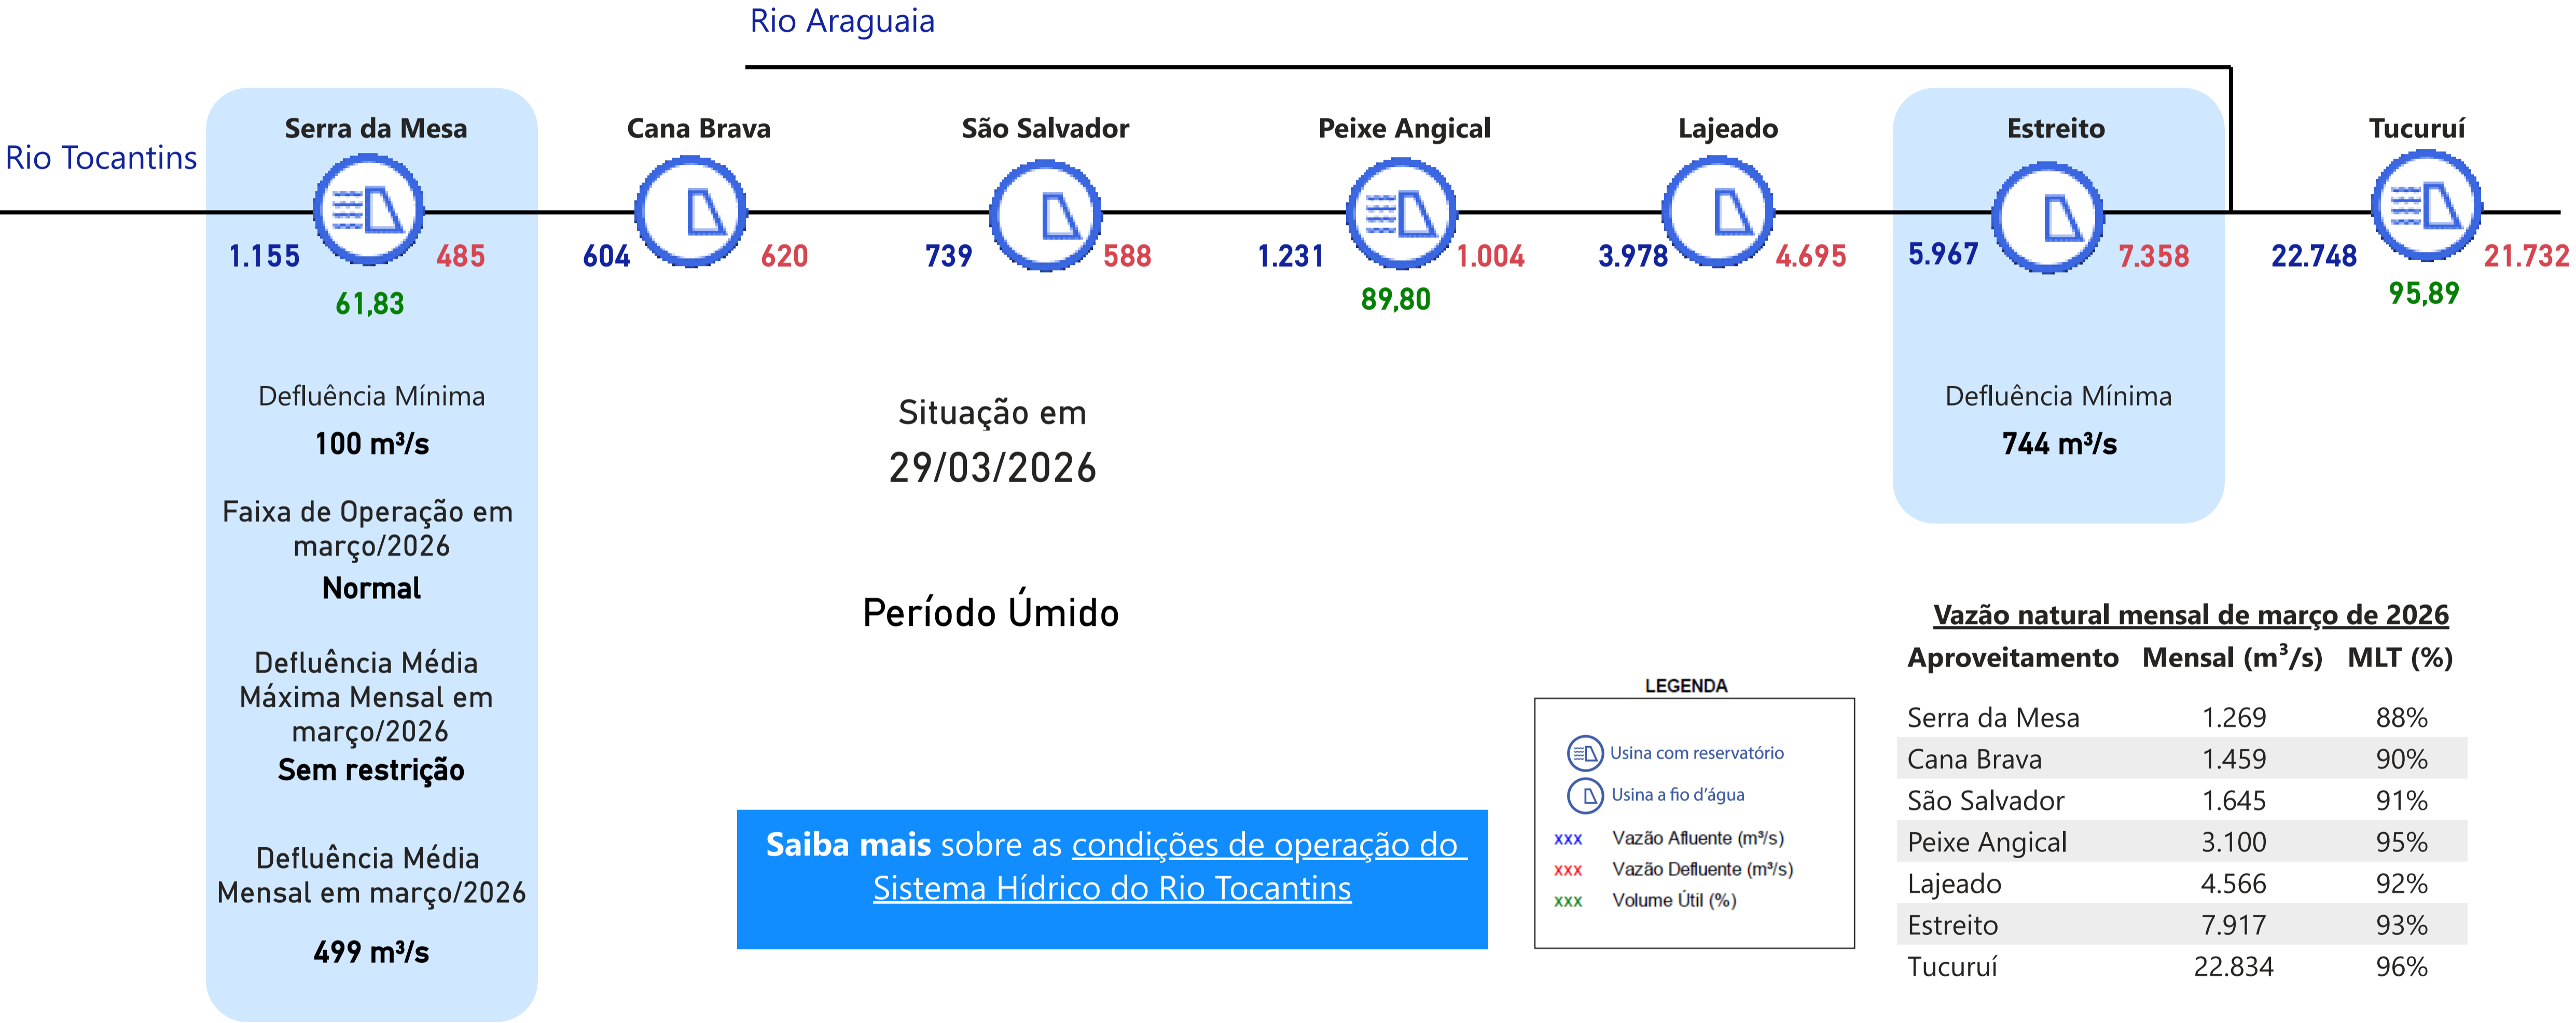 Rio Araguaia
Rio Tocantins
Serra da Mesa
Cana Brava
São Salvador
Peixe Angical
Lajeado
Estreito
Tucuruí
1.155 485
604 620
739 588
1.231 1.004
3.978 4.695
5.967 7.358
22.748 21.732
61,83
89,80
95,89
Defluência Mínima
100 m³/s
Faixa de Operação em
março/2026
Normal
Defluência Média
Máxima Mensal em
março/2026
Sem restrição
Defluência Média
Mensal em março/2026
499 m³/s
Situação em
29/03/2026
Período Úmido
Saiba mais sobre as condições de operação do
Sistema Hídrico do Rio Tocantins
Defluência Mínima
744 m³/s
LEGENDA
Usina com reservatório
Usina a fio d'água
xxx Vazão Afluente (m³/s)
xxx Vazão Defluente (m³/s)
xxx Volume Útil (%)
Vazão natural mensal de março de 2026
Aproveitamento Mensal (m³/s) MLT (%)
Serra da Mesa 1.269 88%
Cana Brava 1.459 90%
São Salvador 1.645 91%
Peixe Angical 3.100 95%
Lajeado 4.566 92%
Estreito 7.917 93%
Tucuruí 22.834 96%